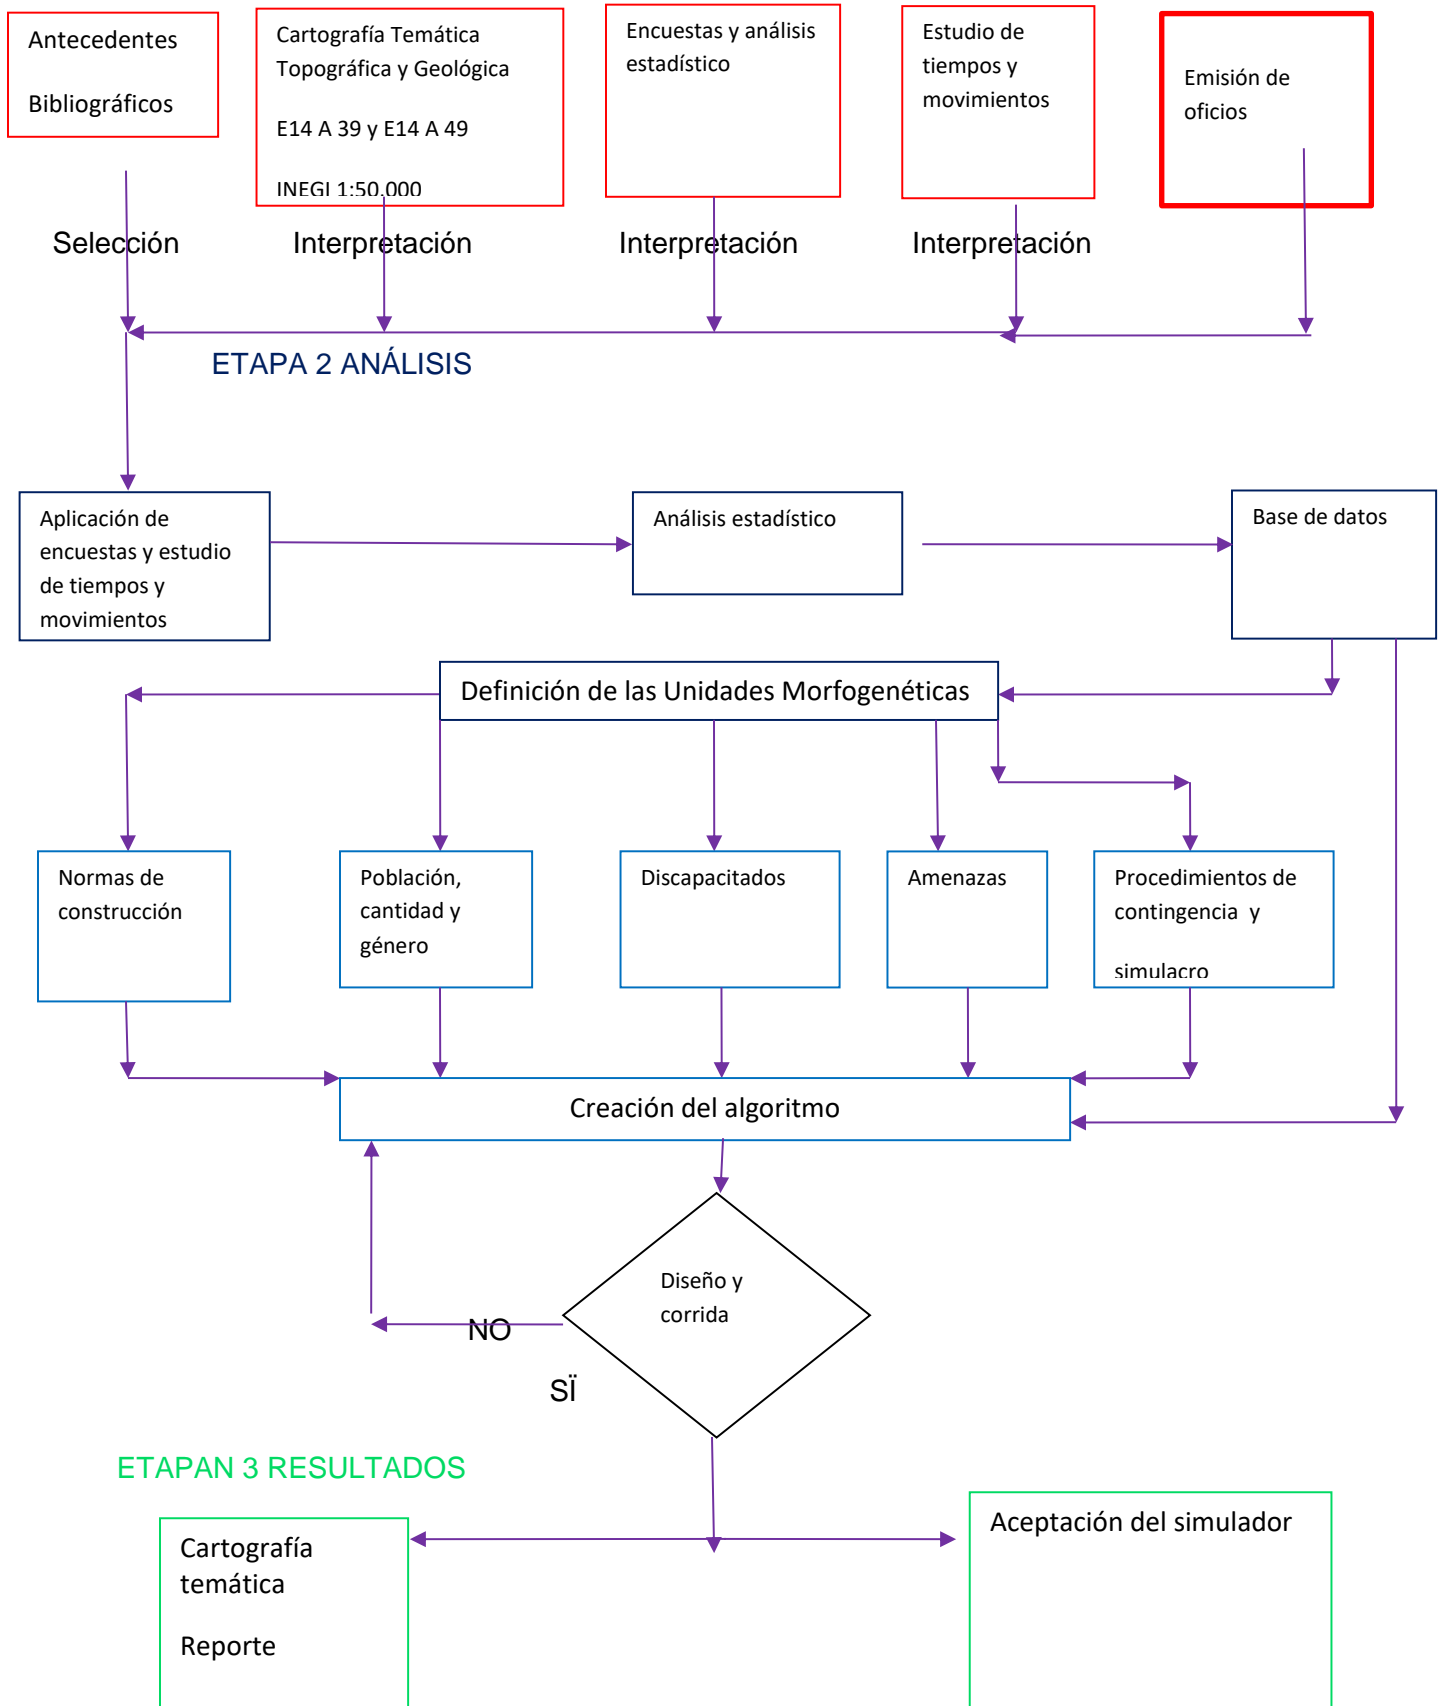 Antecedentes
Bibliográficos
Cartografía Temática
Topográfica y Geológica
E14 A 39 y E14 A 49
INEGI 1:50.000
Encuestas y análisis
estadístico
Estudio de
tiempos y
movimientos
Emisión de
oficios
Selección
Interpretación
Interpretación
Interpretación
ETAPA 2 ANÁLISIS
Aplicación de
encuestas y estudio
de tiempos y
movimientos
Análisis estadístico
Base de datos
Definición de las Unidades Morfogenéticas
Normas de
construcción
Población,
cantidad y
género
Discapacitados
Amenazas
Procedimientos de
contingencia y
simulacro
Creación del algoritmo
Diseño y
corrida
NO
SÏ
ETAPAN 3 RESULTADOS
Cartografía
temática
Reporte
Aceptación del simulador